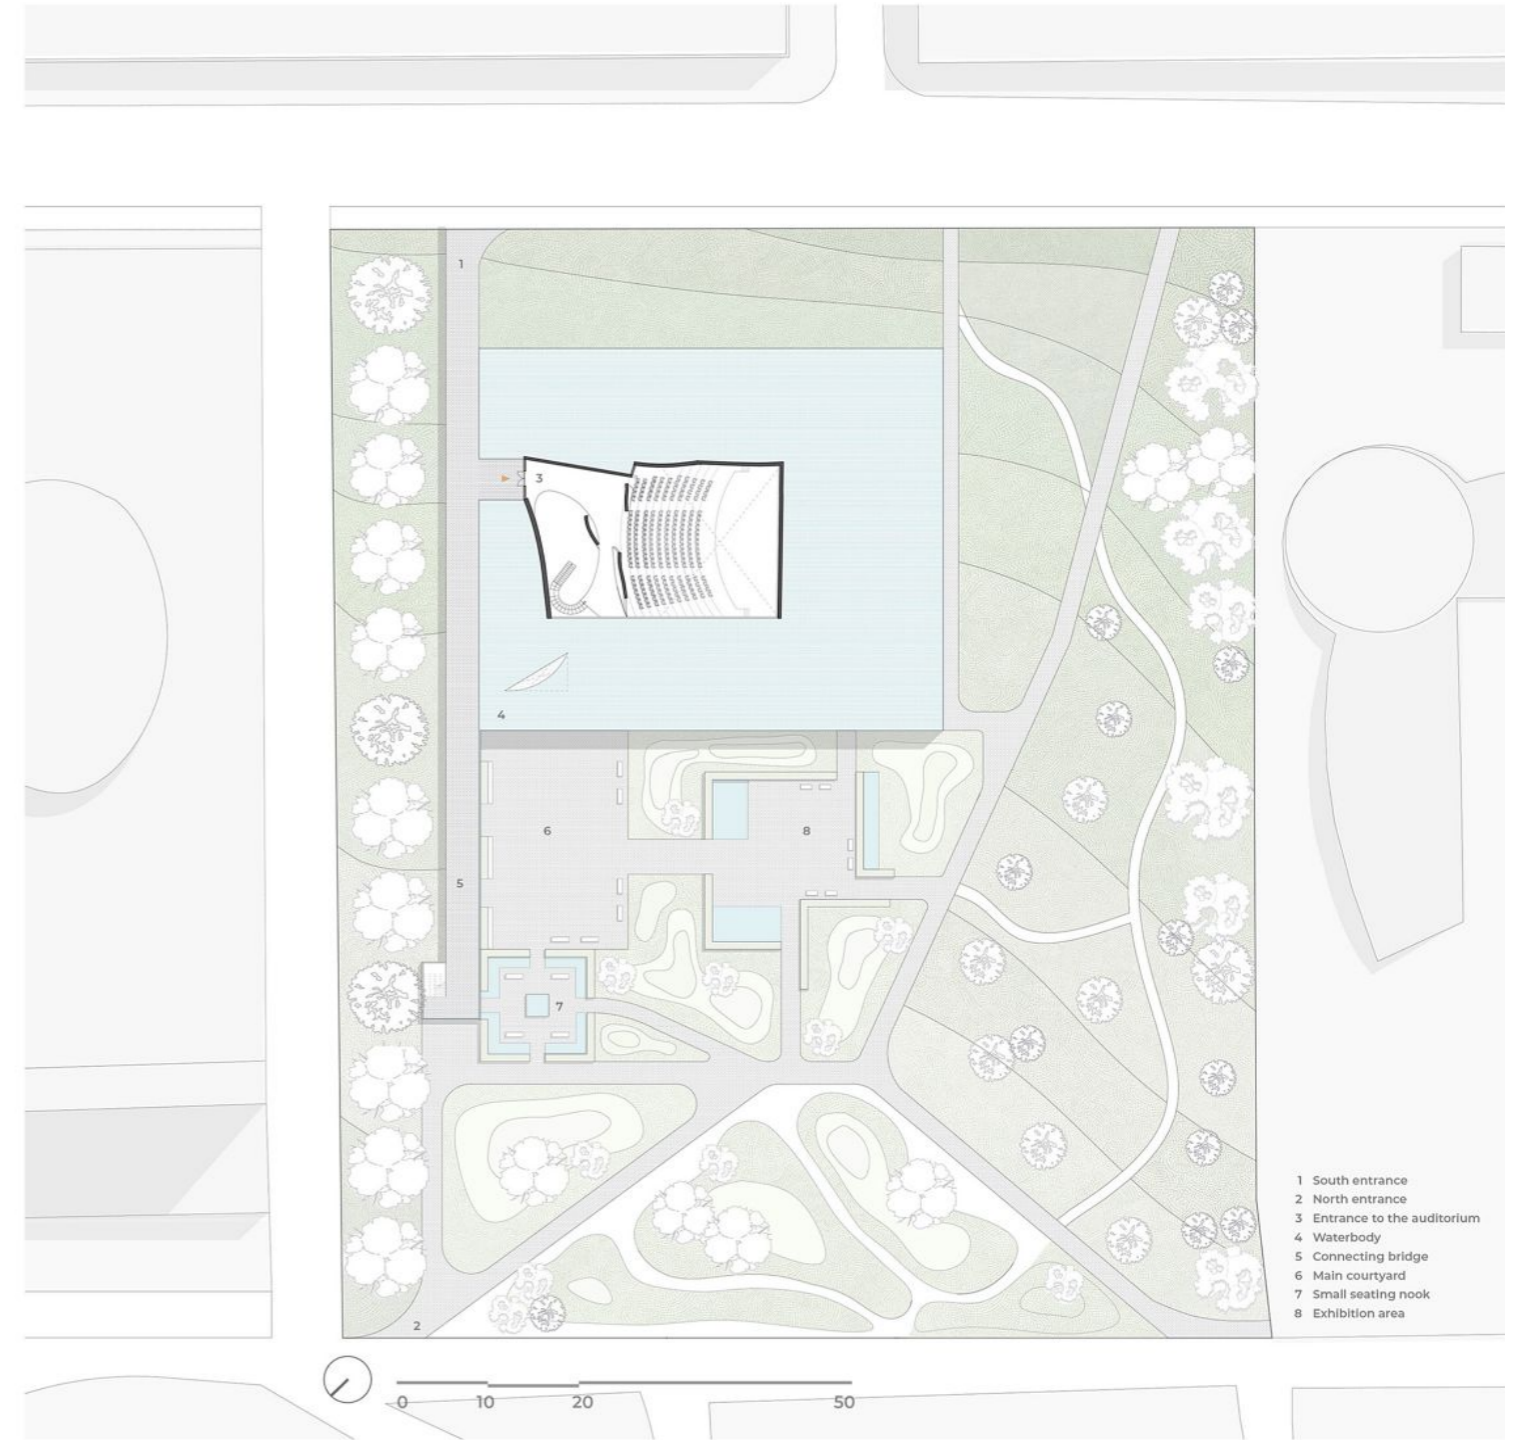 1
3
4
6
8
5
7
2
1 South entrance
2 North entrance
3 Entrance to the auditorium
4 Waterbody
5 Connecting bridge
6 Main courtyard
7 Small seating nook
8 Exhibition area
0 10 20 50